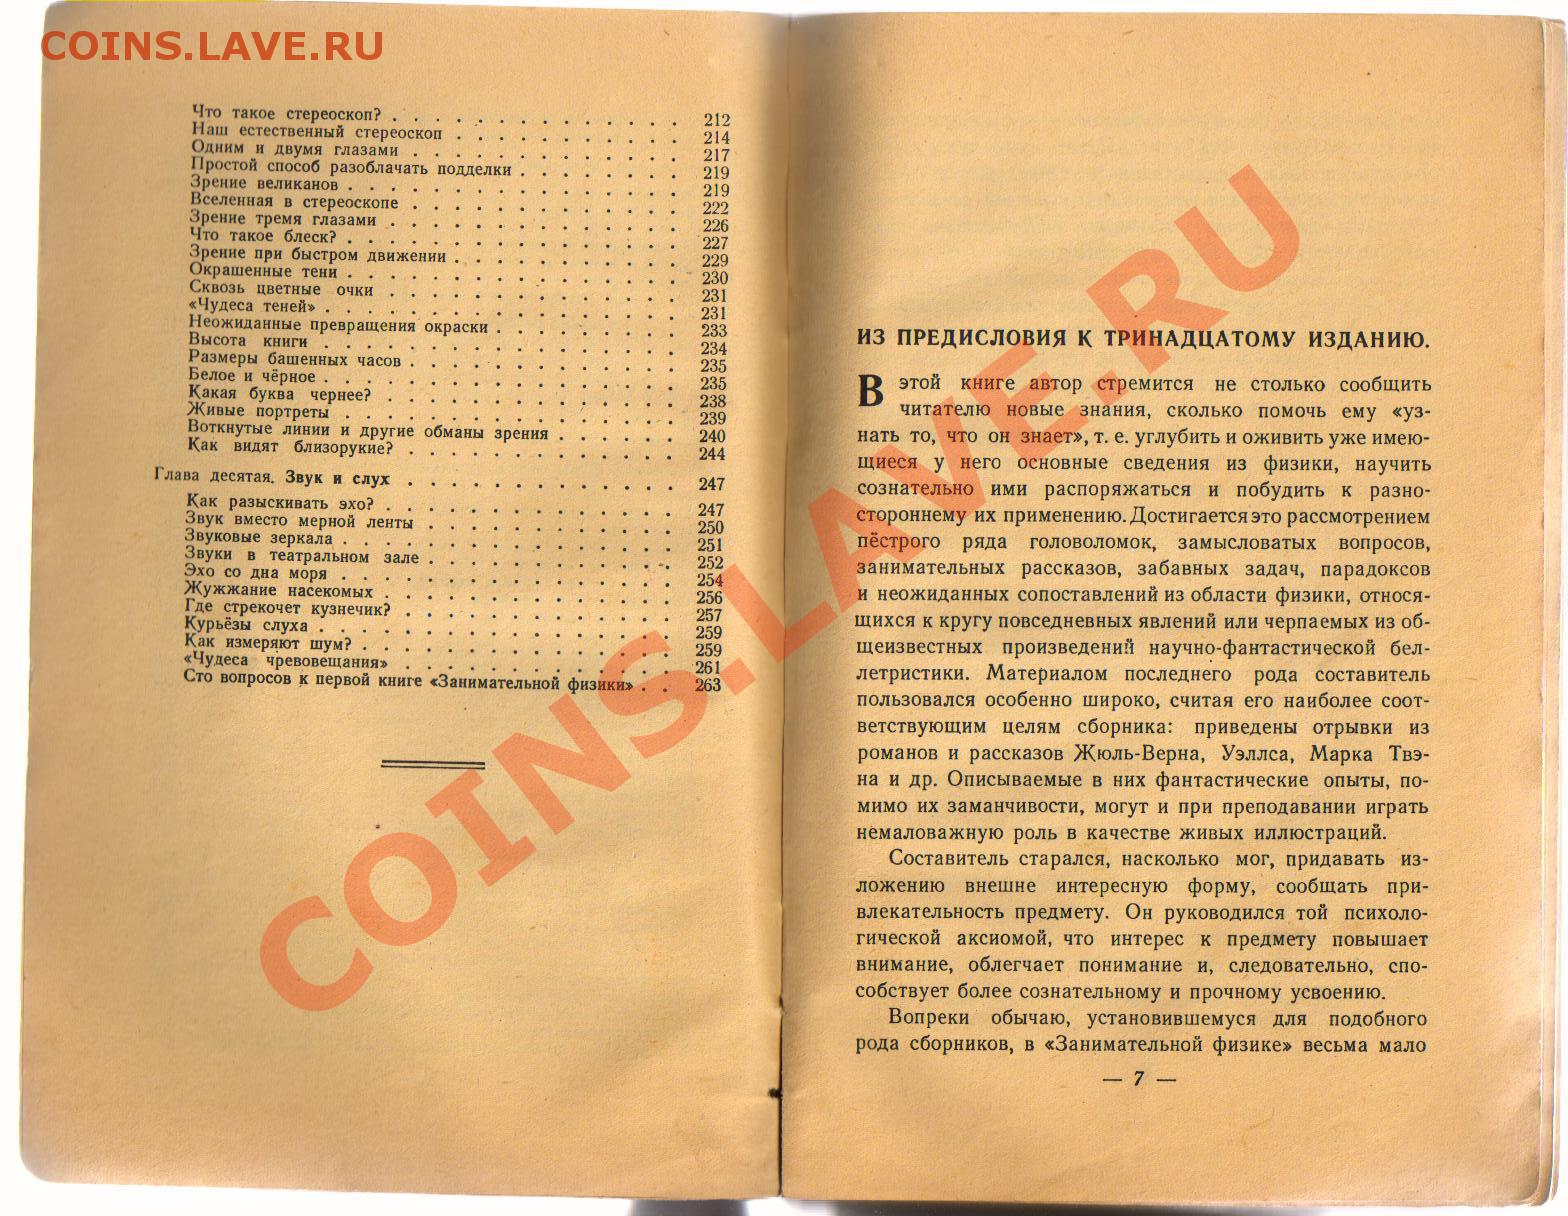 COINS.LAVE.RU
Что такое стереоскоп? . . . . . . . . . . . . . . 212
Наш естественный стереоскоп . . . . . . . . . . . 214
Одним и двумя глазами . . . . . . . . . . . . . 217
Простой способ разоблачать подделки . . . . . . . . 219
Зрение великанов . . . . . . . . . . . . . . . . 219
Вселенная в стереоскопе . . . . . . . . . . . . . 222
Зрение тремя глазами . . . . . . . . . . . . . . 226
Что такое блеск? . . . . . . . . . . . . . . . . 227
Зрение при быстром движении . . . . . . . . . . . 229
Окрашенные тени . . . . . . . . . . . . . . . . 230
Сквозь цветные очки . . . . . . . . . . . . . . 231
«Чудеса теней» . . . . . . . . . . . . . . . . . 231
Неожиданные превращения окраски . . . . . . . . . 233
Высота книги . . . . . . . . . . . . . . . . . 234
Размеры башенных часов . . . . . . . . . . . . . 235
Белое и чёрное . . . . . . . . . . . . . . . . . 235
Какая буква чернее? . . . . . . . . . . . . . . 238
Живые портреты . . . . . . . . . . . . . . . . 239
Воткнутые линии и другие обманы зрения . . . . . . 240
Как видят близорукие? . . . . . . . . . . . . . 244
Глава десятая. Звук и слух . . . . . . . . . . . . . 247
Как разыскивать эхо? . . . . . . . . . . . . . . 247
Звук вместо мерной ленты . . . . . . . . . . . . 250
Звуковые зеркала . . . . . . . . . . . . . . . . 251
Звуки в театральном зале . . . . . . . . . . . . 252
Эхо со дна моря . . . . . . . . . . . . . . . . 254
Жужжание насекомых . . . . . . . . . . . . . . 256
Где стрекочет кузнечик? . . . . . . . . . . . . . 257
Курьёзы слуха . . . . . . . . . . . . . . . . . 259
Как измеряют шум? . . . . . . . . . . . . . . . 259
«Чудеса чревовещания» . . . . . . . . . . . . . 261
Сто вопросов к первой книге «Занимательной физики» . . 263
ИЗ ПРЕДИСЛОВИЯ К ТРИНАДЦАТОМУ ИЗДАНИЮ.
В этой книге автор стремится не столько сообщить
читателю новые знания, сколько помочь ему «уз-
нать то, что он знает», т. е. углубить и оживить уже имею-
щиеся у него основные сведения из физики, научить
сознательно ими распоряжаться и побудить к разно-
стороннему их применению. Достигается это рассмотрением
пёстрого ряда головоломок, замысловатых вопросов,
занимательных рассказов, забавных задач, парадоксов
и неожиданных сопоставлений из области физики, относя-
щихся к кругу повседневных явлений или черпаемых из об-
щеизвестных произведений научно-фантастической бел-
летристики. Материалом последнего рода составитель
пользовался особенно широко, считая его наиболее соот-
ветствующим целям сборника: приведены отрывки из
романов и рассказов Жюль-Верна, Уэллса, Марка Твэ-
на и др. Описываемые в них фантастические опыты, по-
мимо их заманчивости, могут и при преподавании играть
немаловажную роль в качестве живых иллюстраций.
Составитель старался, насколько мог, придавать из-
ложению внешне интересную форму, сообщать при-
влекательность предмету. Он руководился той психоло-
гической аксиомой, что интерес к предмету повышает
внимание, облегчает понимание и, следовательно, спо-
собствует более сознательному и прочному усвоению.
Вопреки обычаю, установившемуся для подобного
рода сборников, в «Занимательной физике» весьма мало
— 7 —
COINS.LAVE.RU